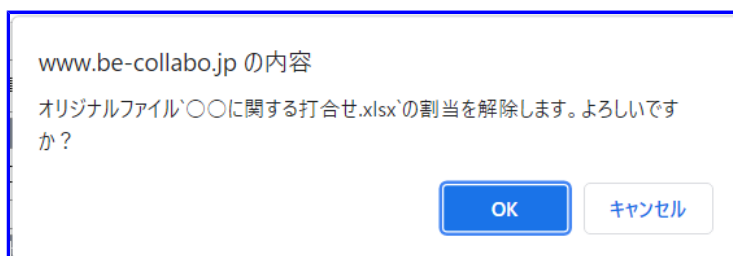 www.be-collabo.jp の内容
オリジナルファイル`○○に関する打合せ.xlsx`の割当を解除します。よろしいです
か？
OK
キャンセル